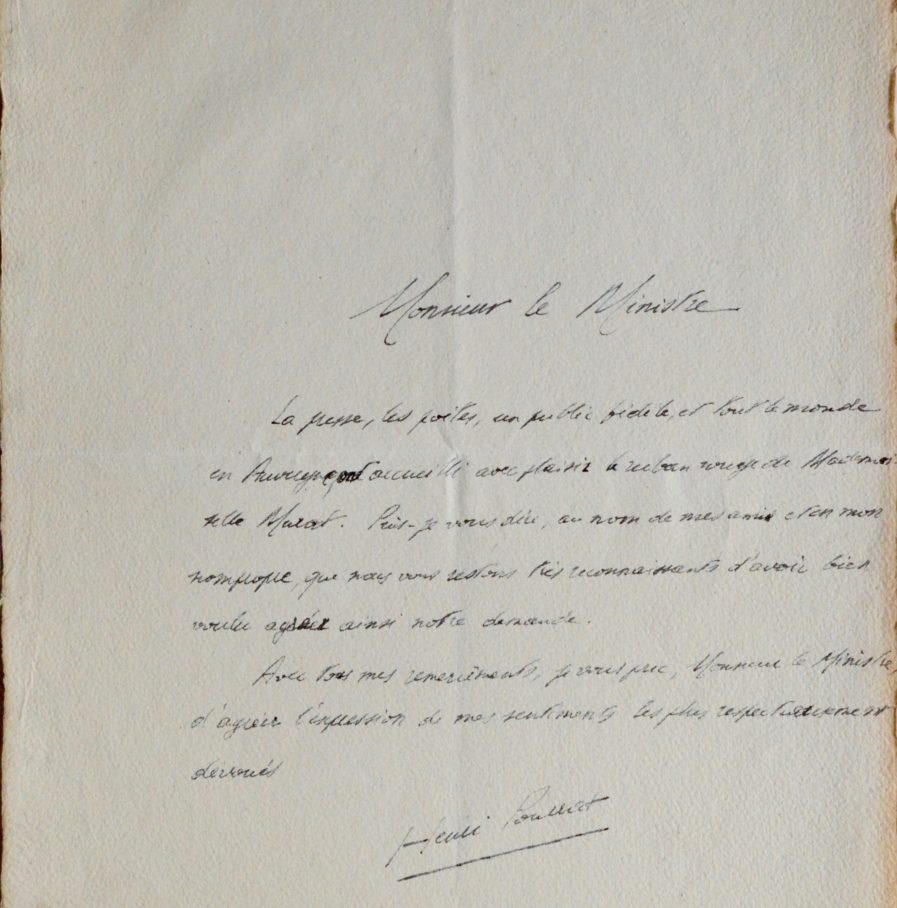 Monsieur le Ministre
La presse, les poètes, un public fidèle, et tout le monde
en Auvergne ont accueilli avec plaisir le ruban rouge de Mademoi
selle Murat. Puis-je vous dire, au nom de mes amis et en mon
nom propre, que nous vous restons très reconnaissants d'avoir bien
voulu agréer ainsi notre demande.
Avec tous mes remerciements, je vous prie, Monsieur le Ministre,
d'agréer l'expression de mes sentiments les plus respectueusement
dévoués
Henri Pourrat